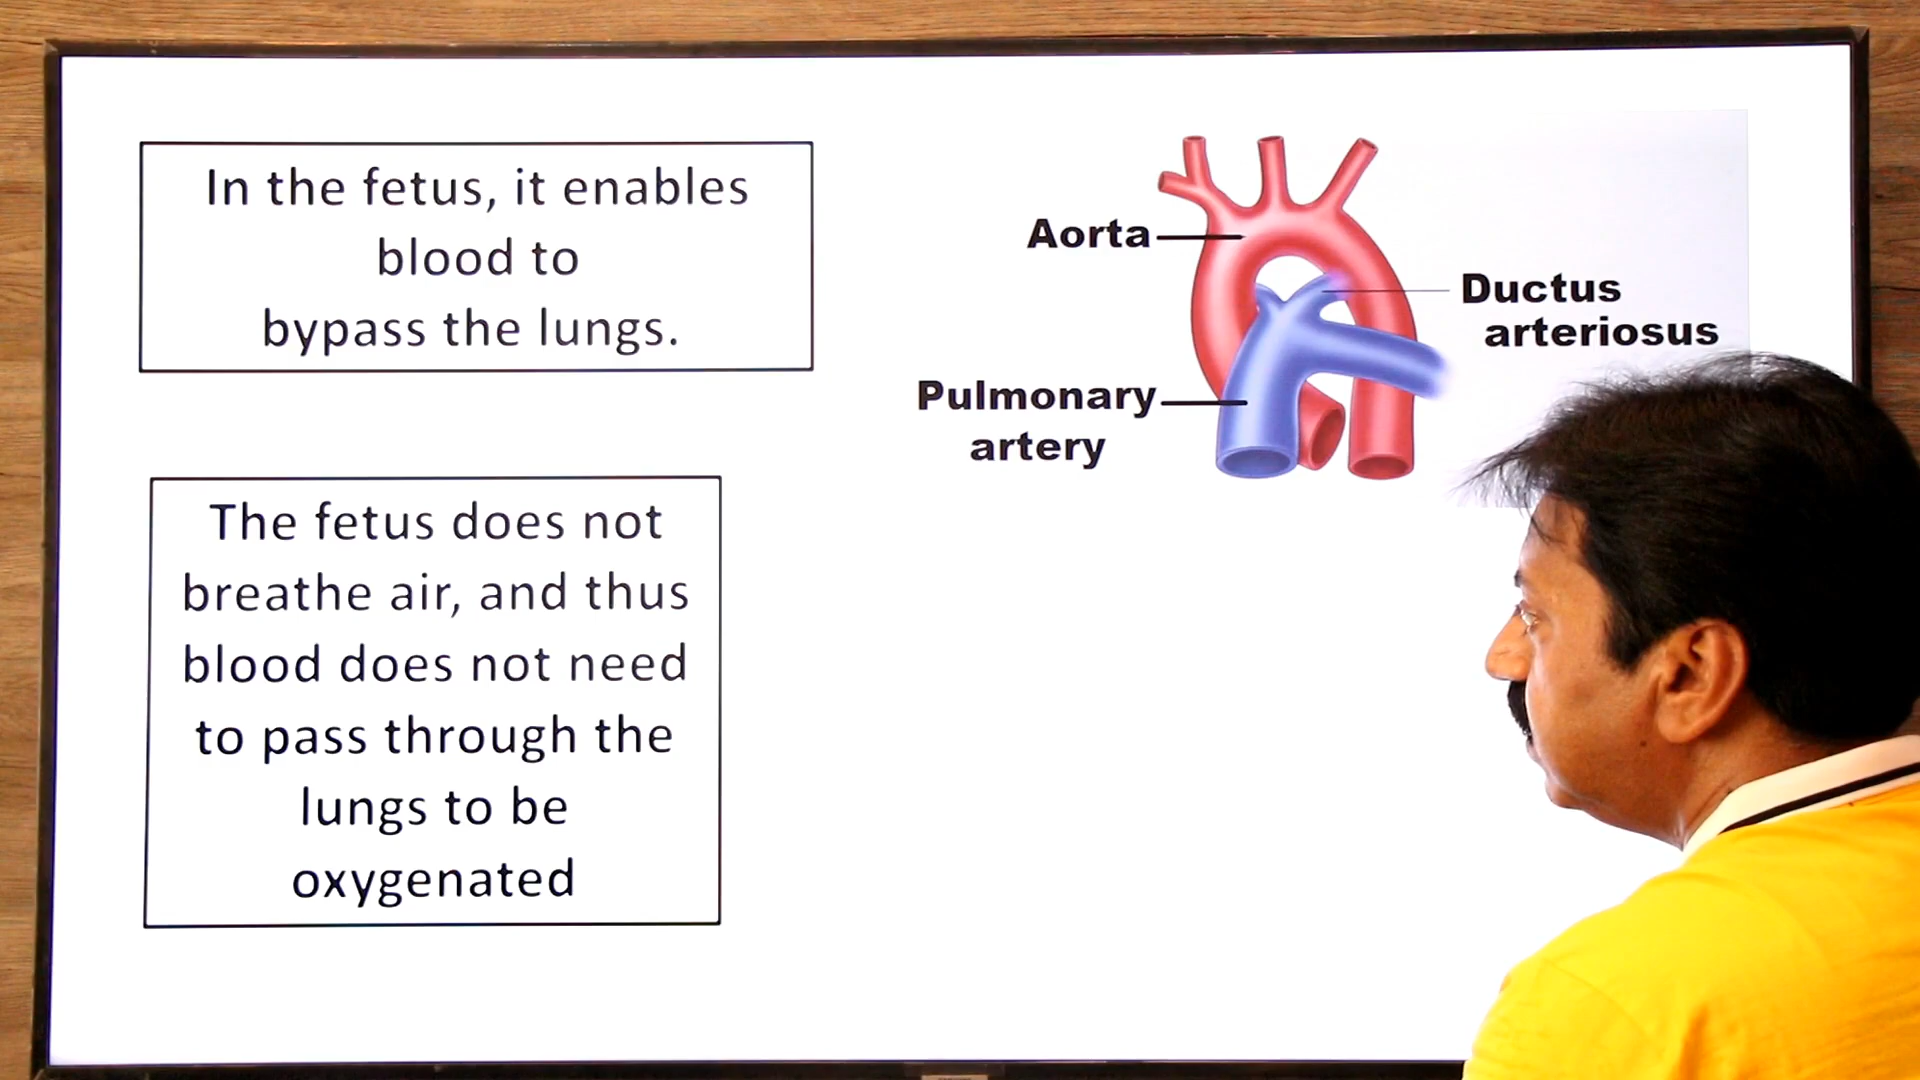 In the fetus, it enables
blood to
bypass the lungs.
The fetus does not
breathe air, and thus
blood does not need
to pass through the
lungs to be
oxygenated
Aorta
Ductus
arteriosus
Pulmonary
artery